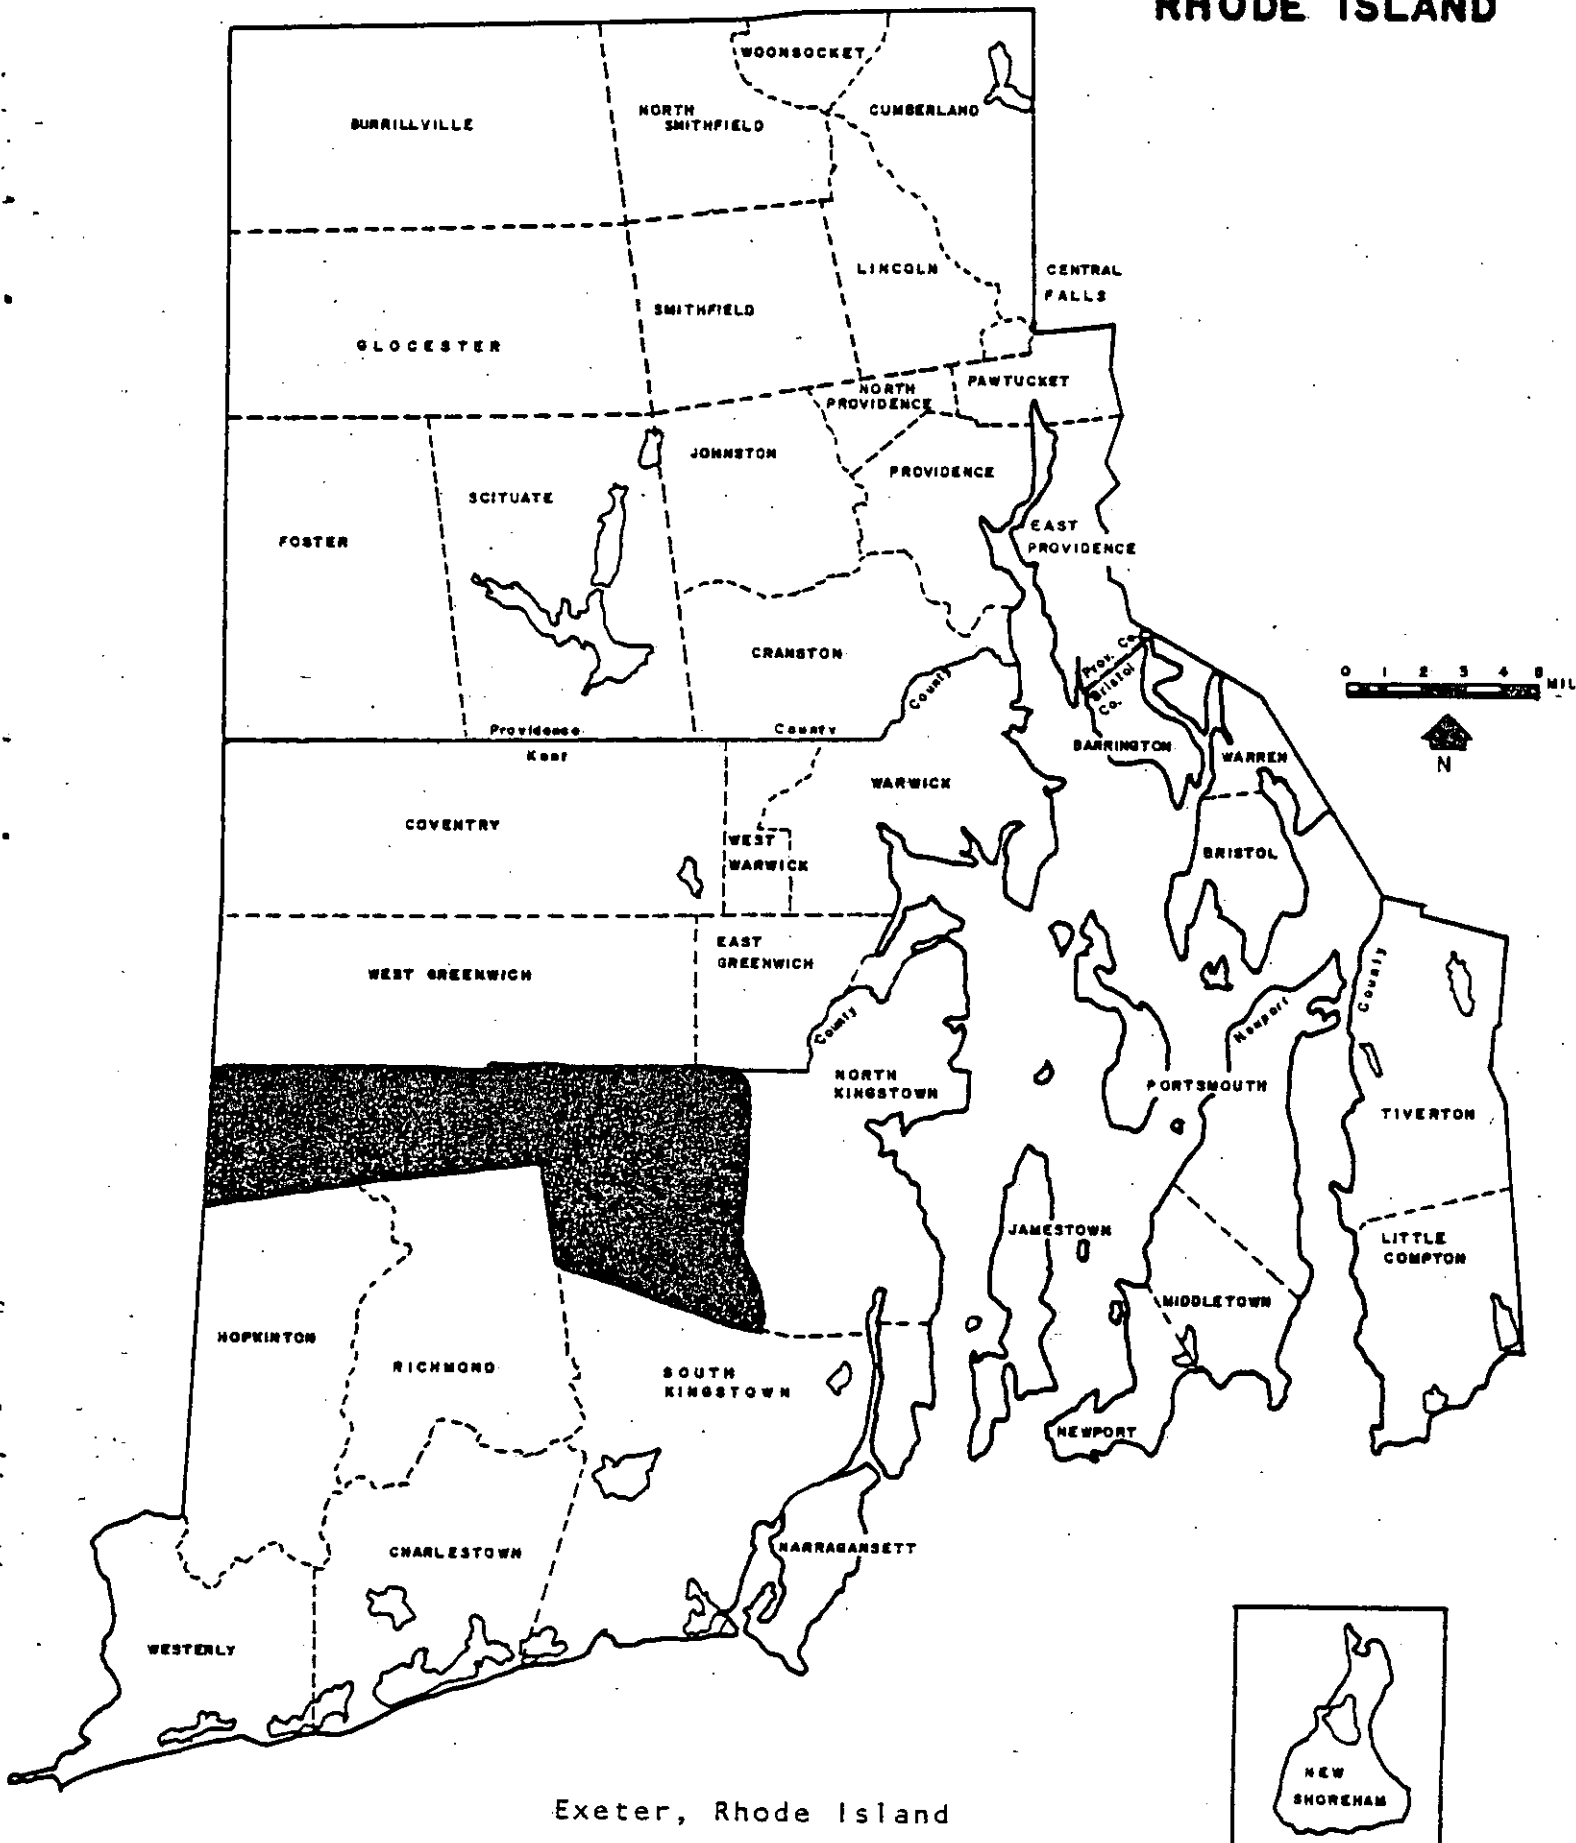 RHODE ISLAND
WOONSOCKET
BURRILLVILLE
NORTH
SMITHFIELD
CUMBERLAND
LINCOLN
CENTRAL
FALLS
SMITHFIELD
GLOCESTER
NORTH
PROVIDENCE
PAWTUCKET
JOHNSTON
PROVIDENCE
SCITUATE
FOSTER
EAST
PROVIDENCE
CRANSTON
Prov. Co.
Bristol
Co.
County
0 1 2 3 4 5
MIL
N
Providence
County
Kent
BARRINGTON
WARREN
WARWICK
COVENTRY
WEST
WARWICK
BRISTOL
EAST
GREENWICH
WEST GREENWICH
County
County
Newport
NORTH
KINGSTOWN
PORTSMOUTH
TIVERTON
JAMESTOWN
LITTLE
COMPTON
MIDDLETOWN
HOPKINTON
RICHMOND
SOUTH
KINGSTOWN
NEWPORT
CHARLESTOWN
NARRAGANSETT
WESTERLY
NEW
SHOREHAM
Exeter, Rhode Island